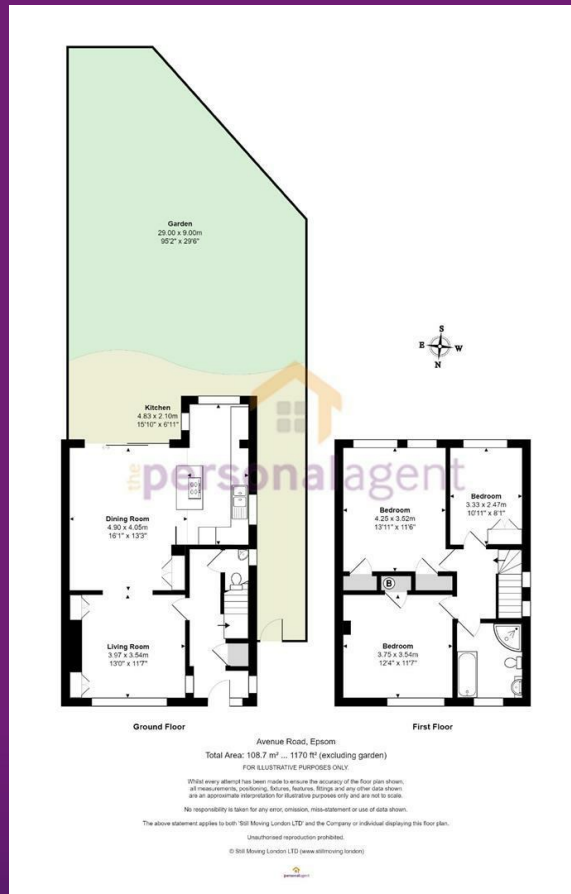 Garden
29.00 x 9.00m
95'2" x 29'6"
S
E W
N
Kitchen
4.83 x 2.10m
15'10" x 6'11"
the personal agent
Dining Room
4.90 x 4.05m
16'1" x 13'3"
Living Room
3.97 x 3.54m
13'0" x 11'7"
Bedroom
4.25 x 3.52m
13'11" x 11'6"
Bedroom
3.33 x 2.47m
10'11" x 8'1"
B
Bedroom
3.75 x 3.54m
12'4" x 11'7"
Ground Floor
First Floor
Avenue Road, Epsom
Total Area: 108.7 m² ... 1170 ft² (excluding garden)
FOR ILLUSTRATIVE PURPOSES ONLY.
Whilst every attempt has been made to ensure the accuracy of the floor plan shown,
all measurements, positioning, fixtures, features, fittings and any other data shown
are an approximate interpretation for illustrative purposes only and are not to scale.
No responsibility is taken for any error, omission, miss-statement or use of data shown.
The above statement applies to both 'Still Moving London LTD' and the Company or individual displaying this floor plan.
Unauthorised reproduction prohibited.
© Still Moving London LTD (www.stillmoving.london)
personalagent